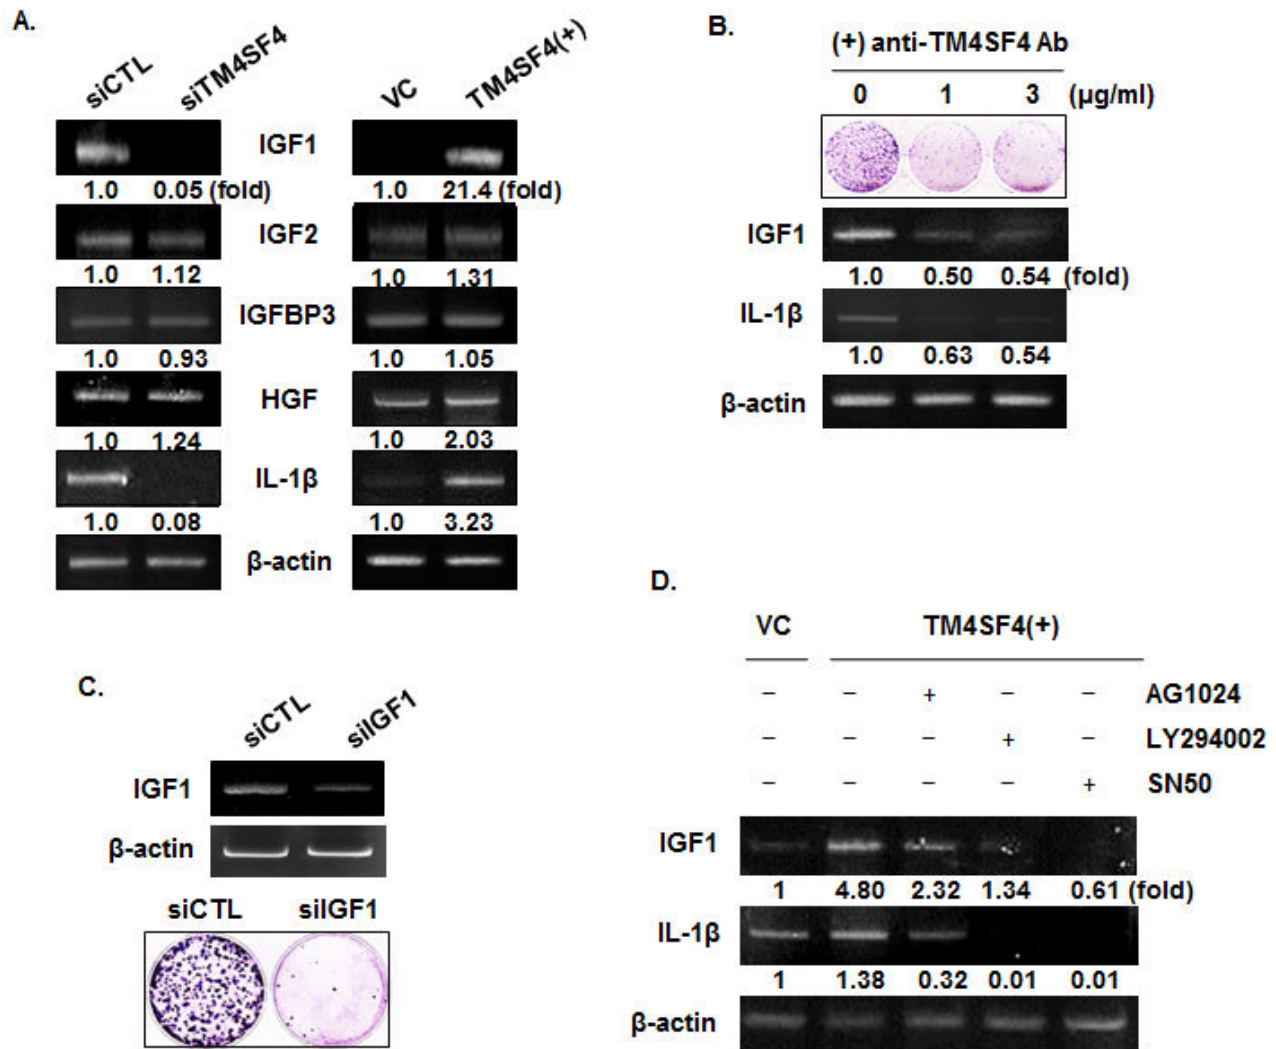 A.
siCTL siTM4SF4 VC TM4SF4(+)
IGF1
1.0 0.05 (fold) 1.0 21.4 (fold)
IGF2
1.0 1.12 1.0 1.31
IGFBP3
1.0 0.93 1.0 1.05
HGF
1.0 1.24 1.0 2.03
IL-1β
1.0 0.08 1.0 3.23
β-actin
B.
(+) anti-TM4SF4 Ab
0 1 3 (μg/ml)
IGF1
1.0 0.50 0.54 (fold)
IL-1β
1.0 0.63 0.54
β-actin
C.
siCTL siIGF1
IGF1
β-actin
siCTL siIGF1
D.
VC TM4SF4(+)
– – + – – AG1024
– – – + – LY294002
– – – – + SN50
IGF1
1 4.80 2.32 1.34 0.61 (fold)
IL-1β
1 1.38 0.32 0.01 0.01
β-actin